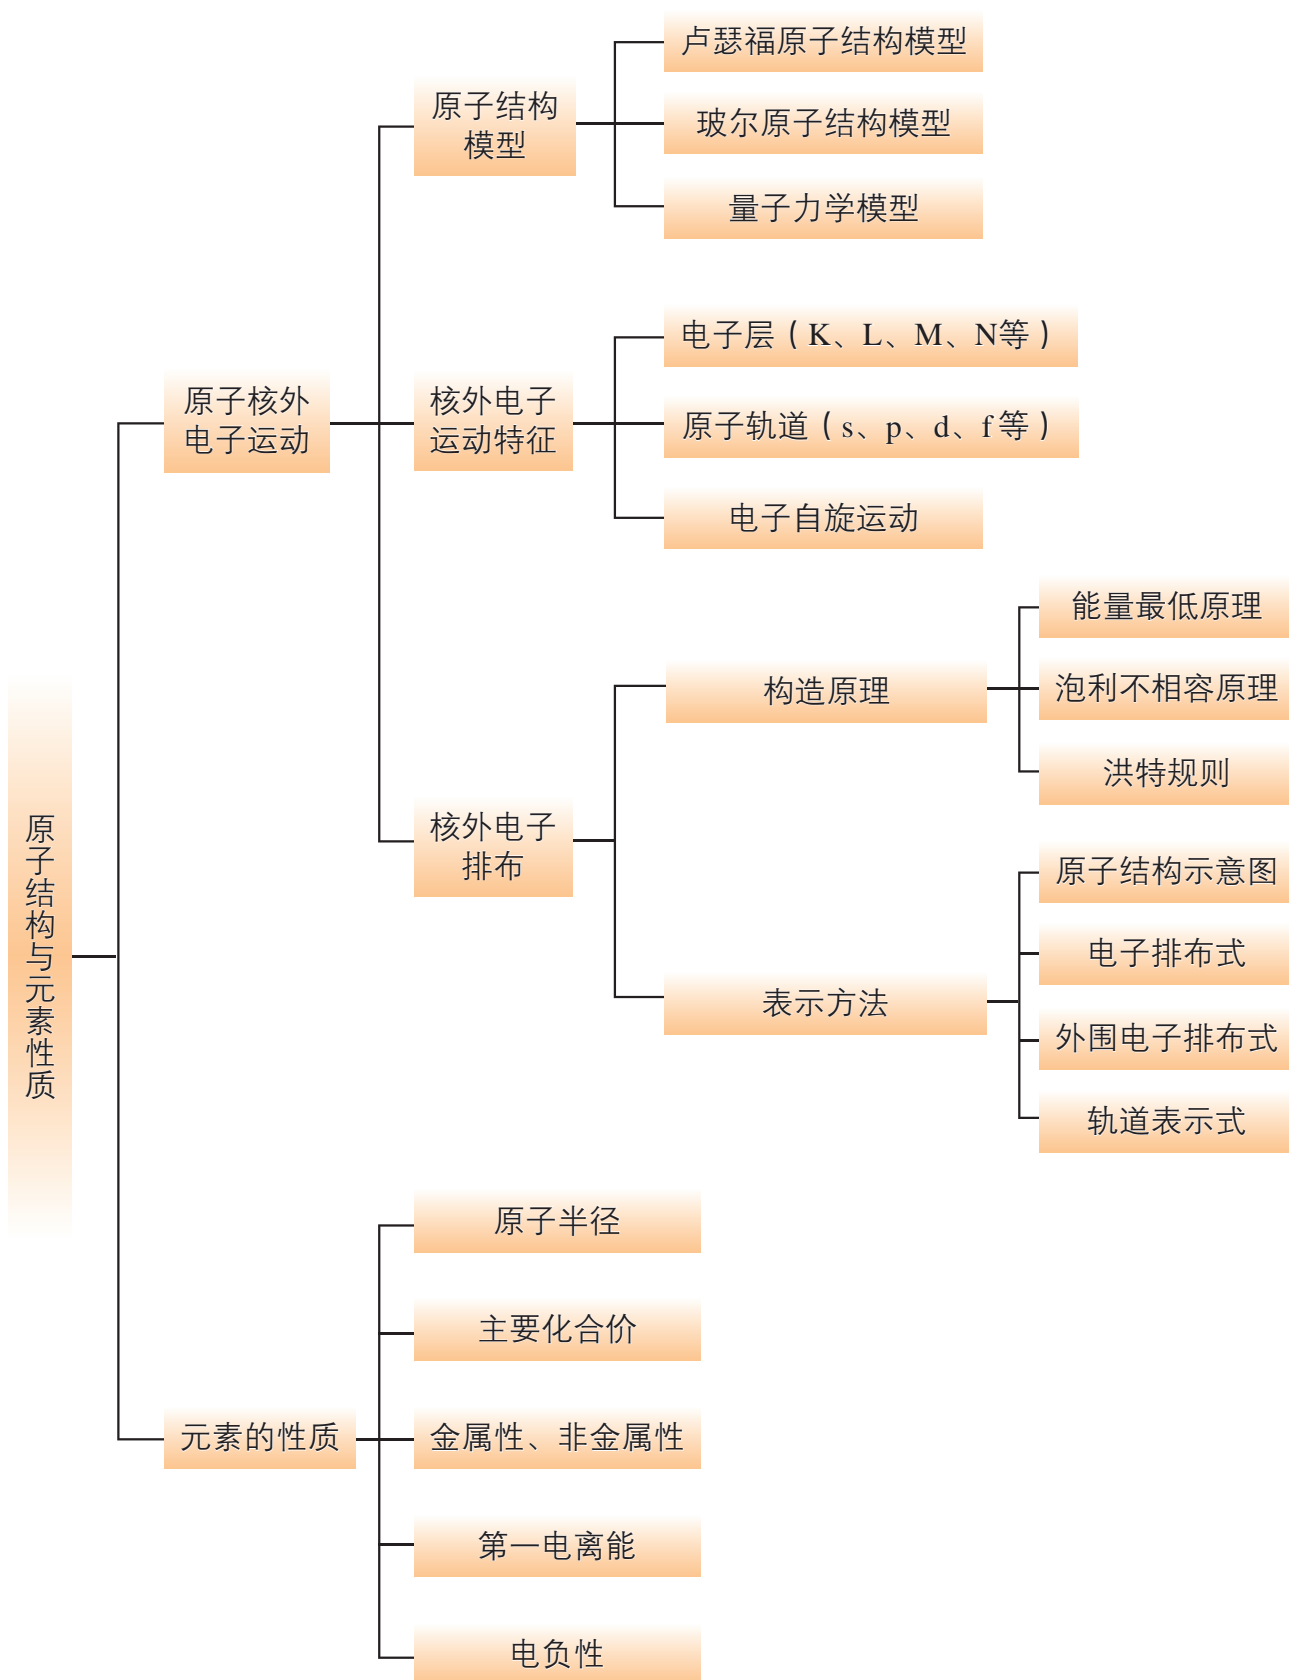 卢瑟福原子结构模型
原子结构
模型
玻尔原子结构模型
量子力学模型
电子层（K、L、M、N等）
原子核外
电子运动
核外电子
运动特征
原子轨道（s、p、d、f等）
电子自旋运动
能量最低原理
构造原理
泡利不相容原理
洪特规则
核外电子
排布
原子结构示意图
电子排布式
表示方法
外围电子排布式
轨道表示式
原子结构与元素性质
原子半径
主要化合价
元素的性质
金属性、非金属性
第一电离能
电负性